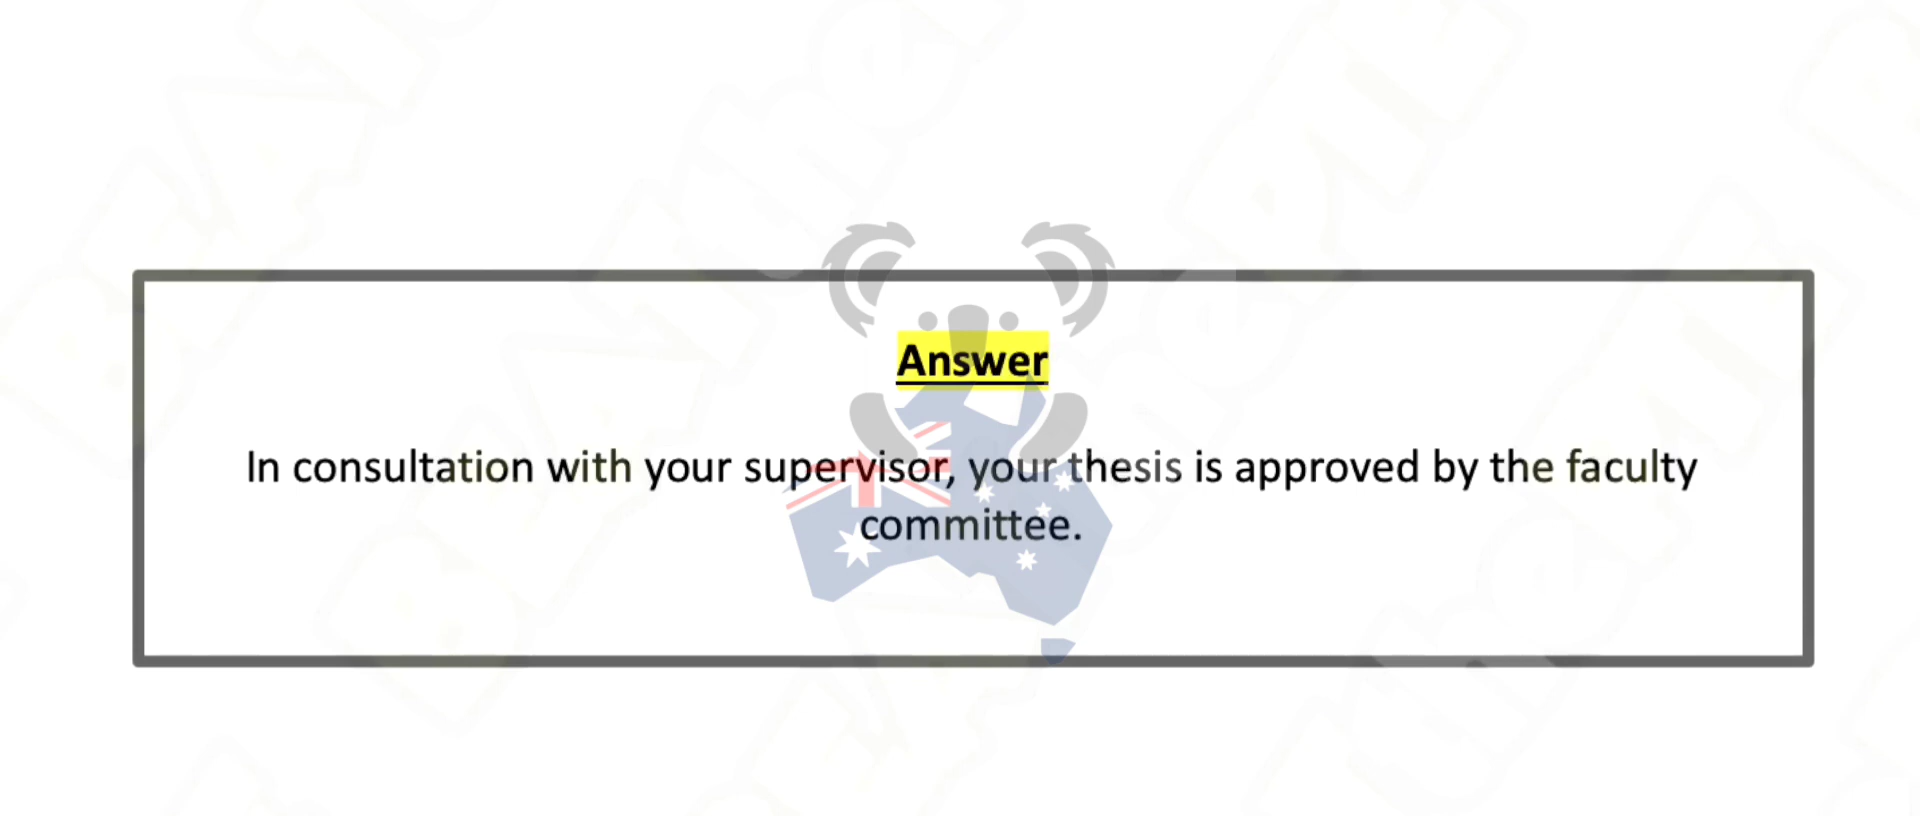 Answer
In consultation with your supervisor, your thesis is approved by the faculty
committee.